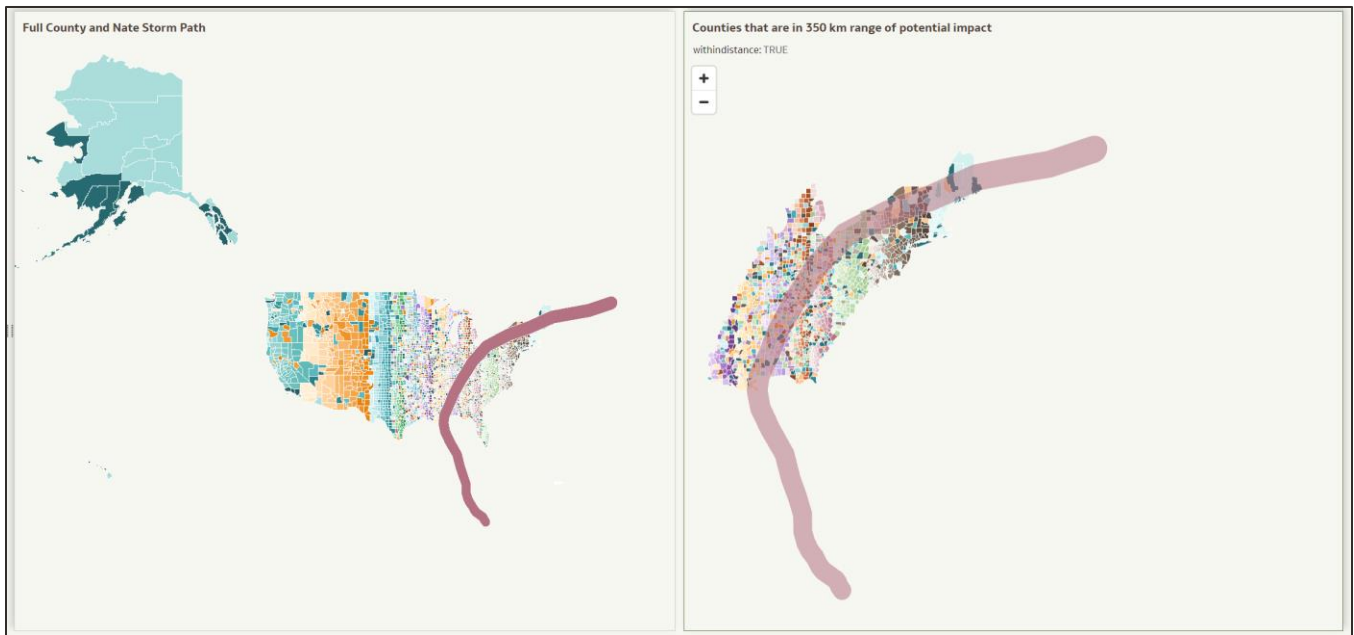 Full County and Nate Storm Path
Counties that are in 350 km range of potential impact
withindistance: TRUE
+
−